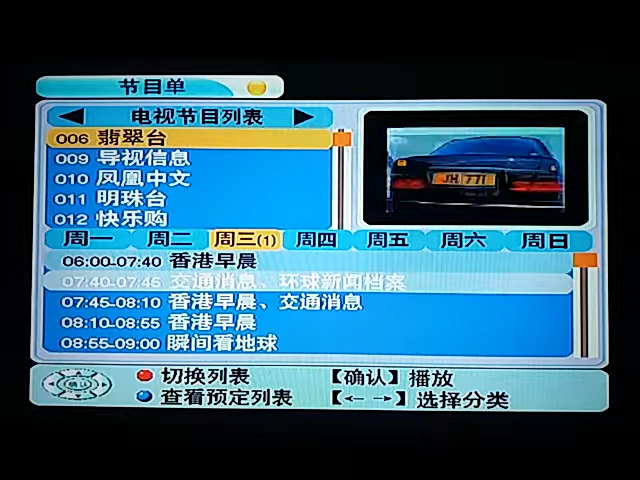 节目单
电视节目列表
006 翡翠台
009 导视信息
010 凤凰中文
011 明珠台
012 快乐购
JH 771
周一 周二 周三(1) 周四 周五 周六 周日
06:00-07:40 香港早晨
07:40-07:45 交通消息、环球新闻档案
07:45-08:10 香港早晨、交通消息
08:10-08:55 香港早晨
08:55-09:00 瞬间看地球
确认 切换列表 【确认】播放
查看预定列表 【←→】选择分类